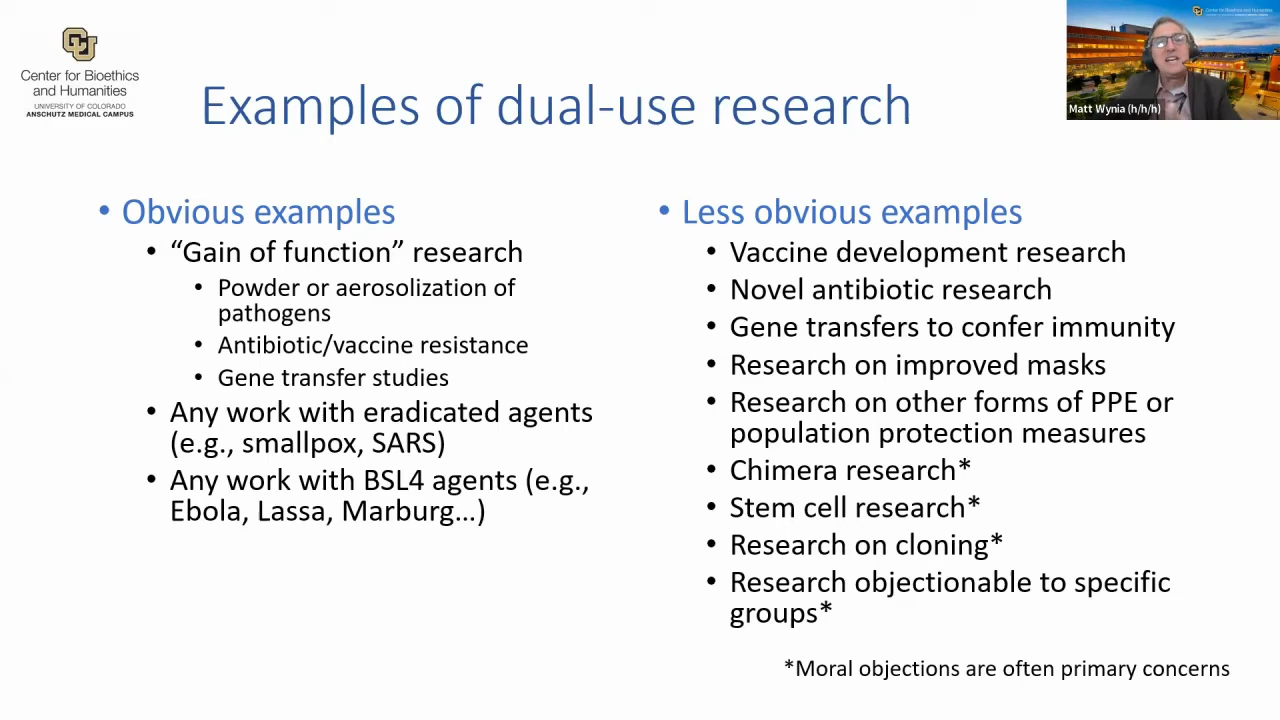 CU
Center for Bioethics
and Humanities
UNIVERSITY OF COLORADO
ANSCHUTZ MEDICAL CAMPUS
Examples of dual-use research
Matt Wynia (h/h/h)
• Obvious examples
• “Gain of function” research
• Powder or aerosolization of
pathogens
• Antibiotic/vaccine resistance
• Gene transfer studies
• Any work with eradicated agents
(e.g., smallpox, SARS)
• Any work with BSL4 agents (e.g.,
Ebola, Lassa, Marburg…)
• Less obvious examples
• Vaccine development research
• Novel antibiotic research
• Gene transfers to confer immunity
• Research on improved masks
• Research on other forms of PPE or
population protection measures
• Chimera research*
• Stem cell research*
• Research on cloning*
• Research objectionable to specific
groups*
*Moral objections are often primary concerns